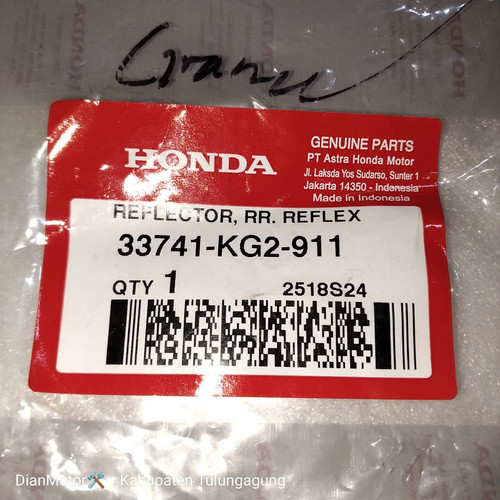 HONDA
GENUINE PARTS
PT Astra Honda Motor
Jl. Laksda Yos Sudarso, Sunter 1
Jakarta 14350 - Indonesia
Made in Indonesia
REFLECTOR, RR. REFLEX
33741-KG2-911
QTY 1 2518S24
HONDA
DianMotor🛠 - Kabupaten Tulungagung